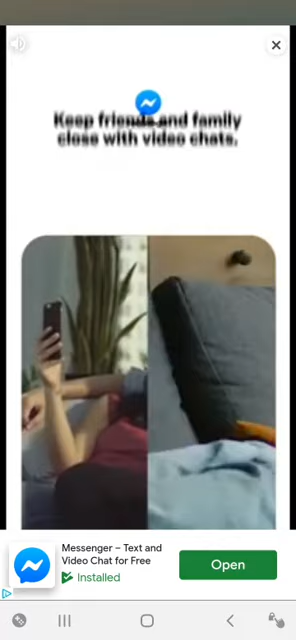 Keep friends and family
close with video chats.
Messenger – Text and
Video Chat for Free
Installed
Open